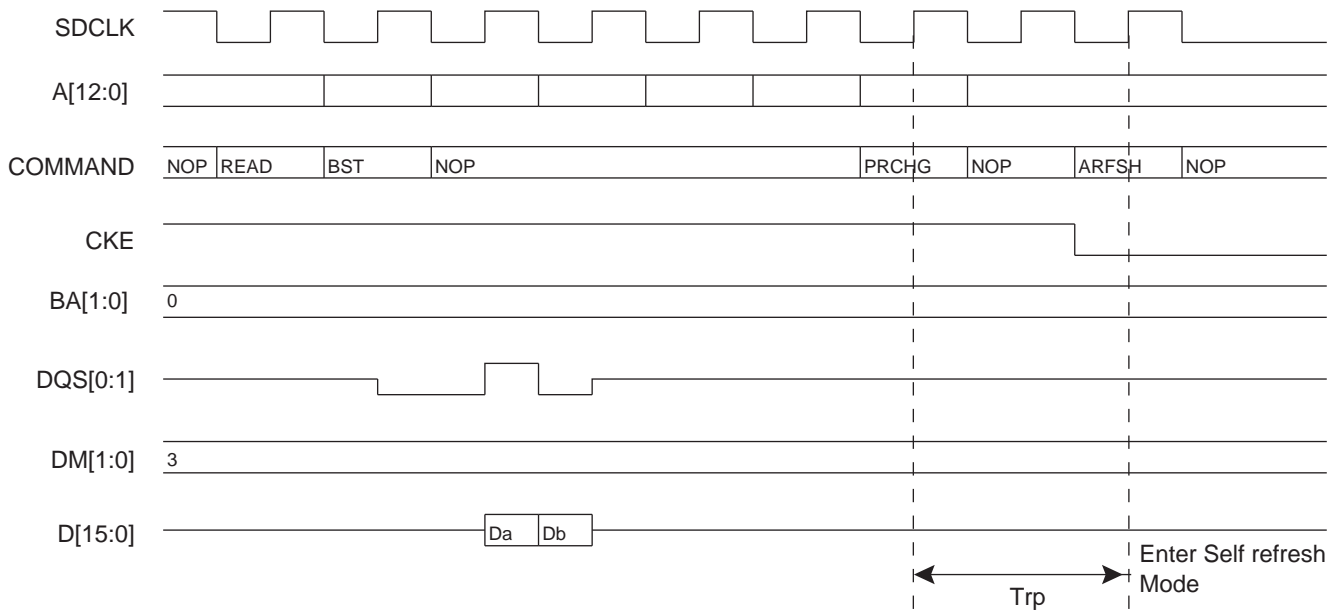 SDCLK
A[12:0]
COMMAND NOP READ BST NOP PRCHG NOP ARFSH NOP
CKE
BA[1:0] 0
DQS[0:1]
DM[1:0] 3
D[15:0] Da Db
Trp
Enter Self refresh
Mode